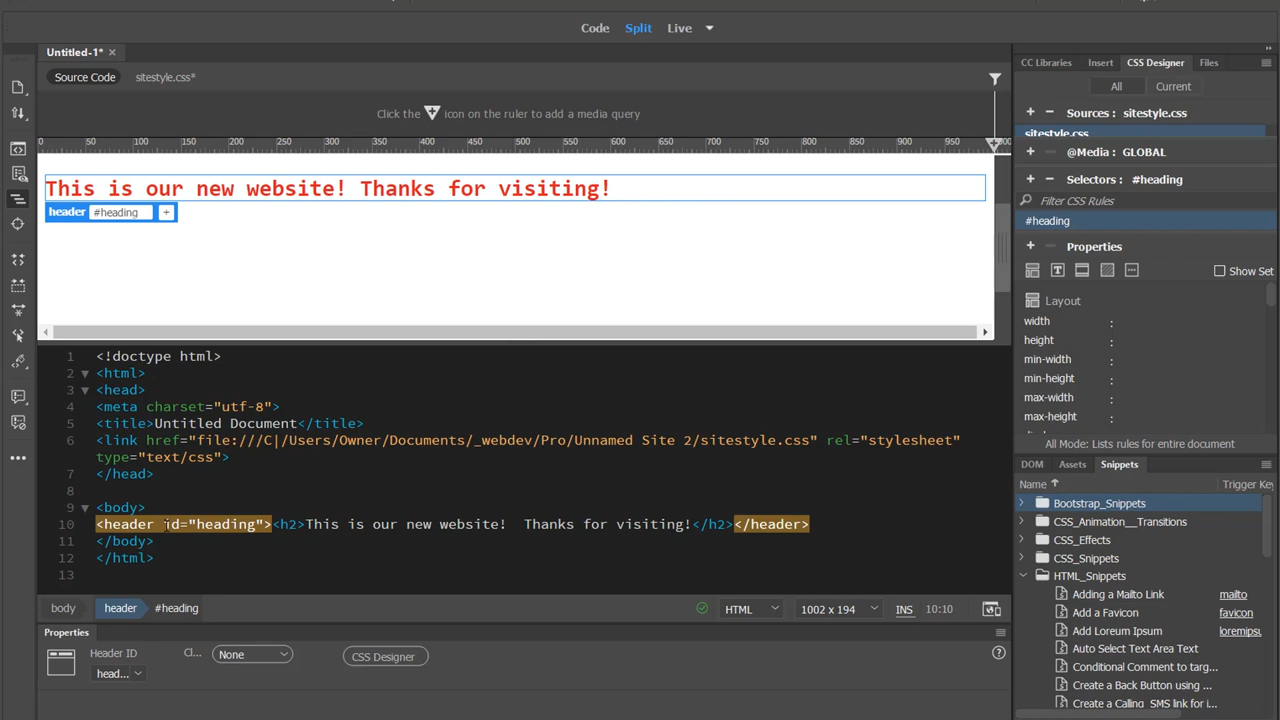 Code Split Live
Untitled-1* ×
Source Code sitestyle.css*
Click the icon on the ruler to add a media query
0 50 100 150 200 250 300 350 400 450 500 550 600 650 700 750 800 850 900
This is our new website! Thanks for visiting!
header #heading +
1 <!doctype html>
2 <html>
3 <head>
4 <meta charset="utf-8">
5 <title>Untitled Document</title>
6 <link href="file:///C|/Users/Owner/Documents/_webdev/Pro/Unnamed Site 2/sitestyle.css" rel="stylesheet"
type="text/css">
7 </head>
8
9 <body>
10 <header id="heading"><h2>This is our new website!  Thanks for visiting!</h2></header>
11 </body>
12 </html>
13
body header #heading HTML 1002 x 194 INS 10:10
Properties
Header ID Cl... None CSS Designer
head...
CC Libraries Insert CSS Designer Files
All Current
+ − Sources : sitestyle.css
sitestyle.css
+ − @Media : GLOBAL
+ − Selectors : #heading
Filter CSS Rules
#heading
+ − Properties
Show Set
Layout
width :
height :
min-width :
min-height :
max-width :
max-height :
All Mode: Lists rules for entire document
DOM Assets Snippets
Name Trigger Key
Bootstrap_Snippets
CSS_Animation__Transitions
CSS_Effects
CSS_Snippets
HTML_Snippets
Adding a Mailto Link mailto
Add a Favicon favicon
Add Loreum Ipsum loremips
Auto Select Text Area Text
Conditional Comment to targ...
Create a Back Button using ...
Create a Calling_SMS link for i...